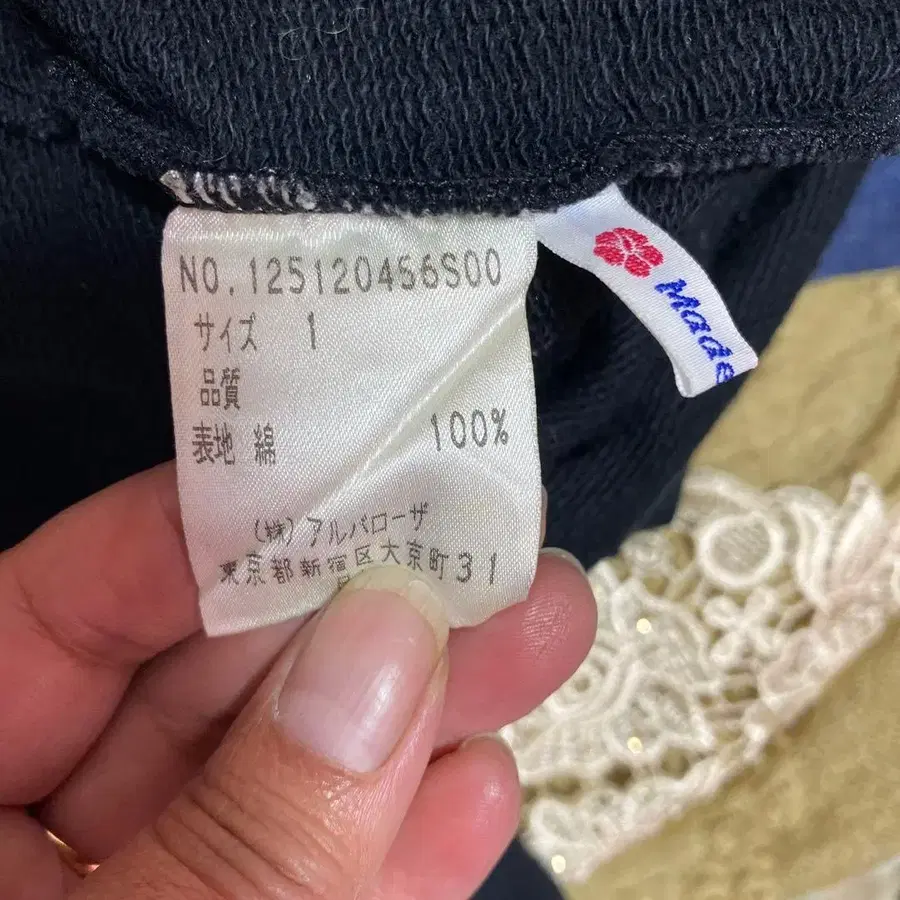 NO.125120456S00
サイズ 1
品質
表地 綿 100%
(株)アルバローザ
東京都新宿区大京町31
Made